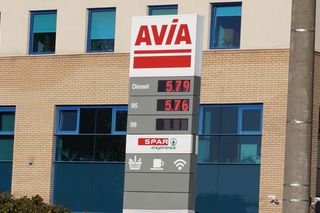 AVIA
Diesel 5.79
95 5.76
98
SPAR
express